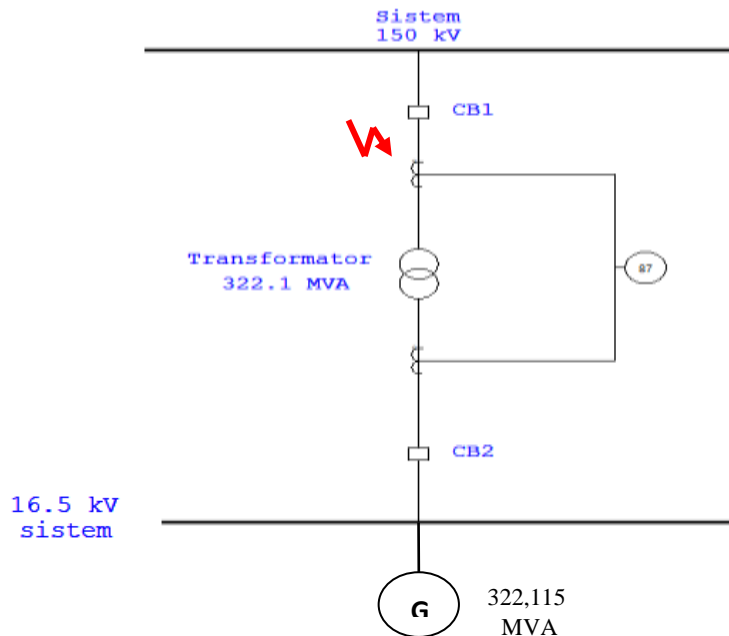 Sistem
150 kV
CB1
Transformator
322.1 MVA
87
CB2
16.5 kV
sistem
G
322,115
MVA